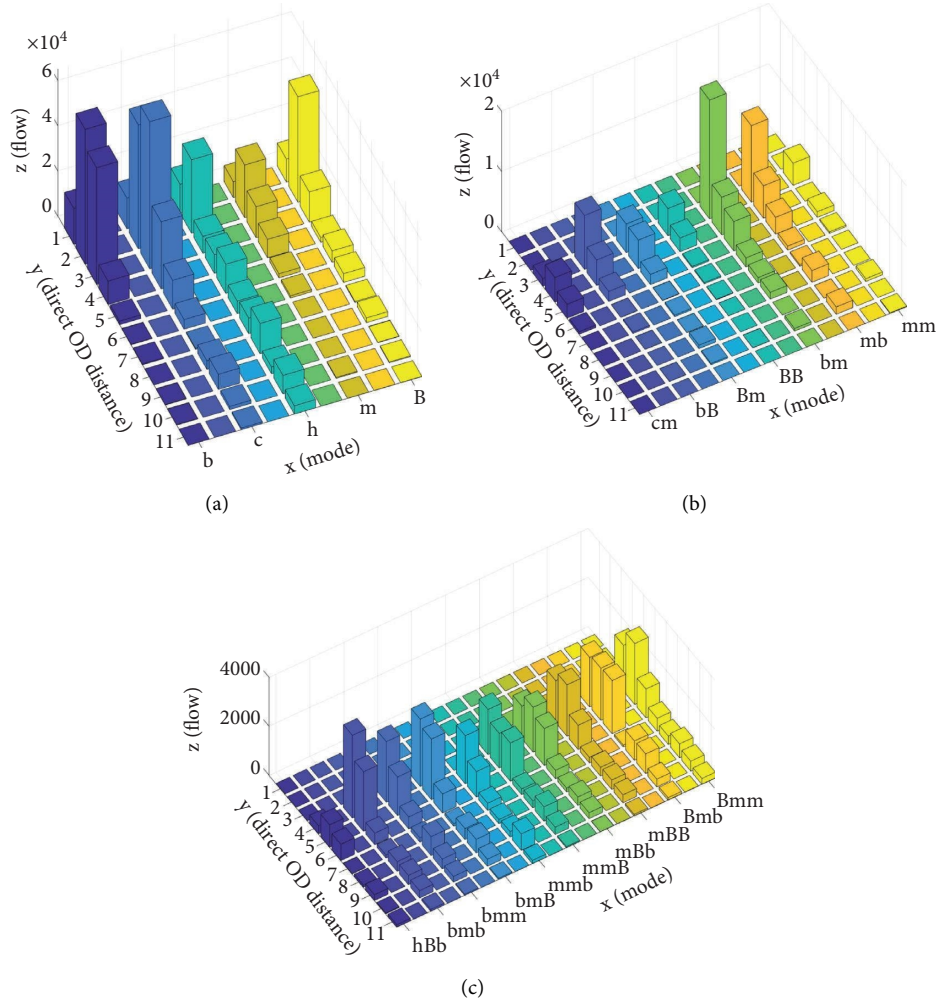 ×10⁴
6
4
2
0
z (flow)
1
2
3
4
5
6
7
8
9
10
11
y (direct OD distance)
b
c
h
m
B
x (mode)
(a)
×10⁴
2
1
0
z (flow)
1
2
3
4
5
6
7
8
9
10
11
y (direct OD distance)
cm
bB
Bm
BB
bm
mb
mm
x (mode)
(b)
4000
2000
0
z (flow)
1
2
3
4
5
6
7
8
9
10
11
y (direct OD distance)
hBb
bmb
bmm
bmB
mmb
mmB
mBb
mBB
Bmb
Bmm
x (mode)
(c)